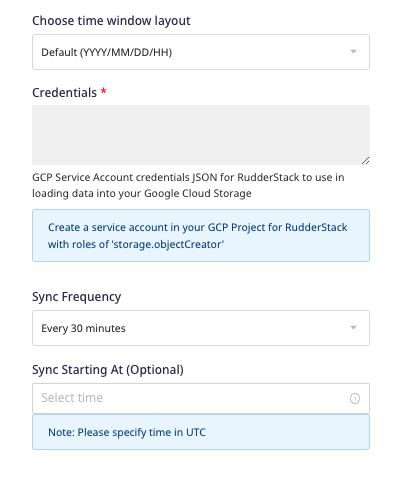 Choose time window layout
Default (YYYY/MM/DD/HH)
Credentials *
GCP Service Account credentials JSON for RudderStack to use in
loading data into your Google Cloud Storage
Create a service account in your GCP Project for RudderStack
with roles of 'storage.objectCreator'
Sync Frequency
Every 30 minutes
Sync Starting At (Optional)
Select time
Note: Please specify time in UTC